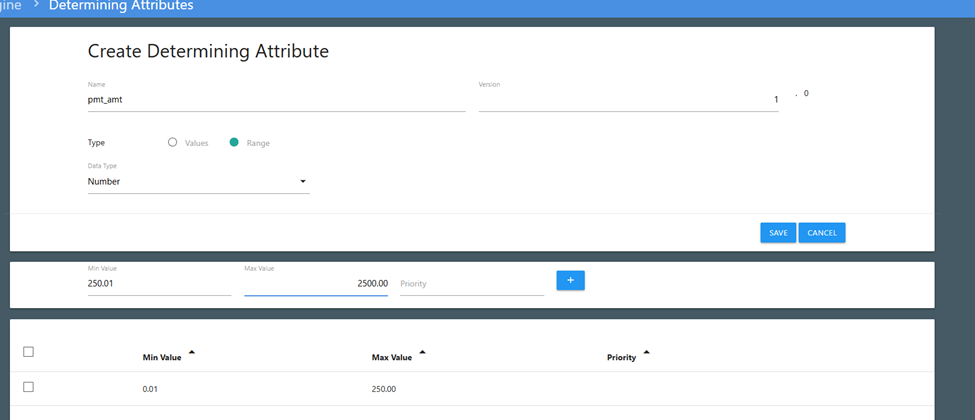 gine > Determining Attributes
Create Determining Attribute
Name
Version
pmt_amt
1 . 0
Type Values Range
Data Type
Number
SAVE CANCEL
Min Value Max Value
250.01 2500.00 Priority +
Min Value Max Value Priority
0.01 250.00